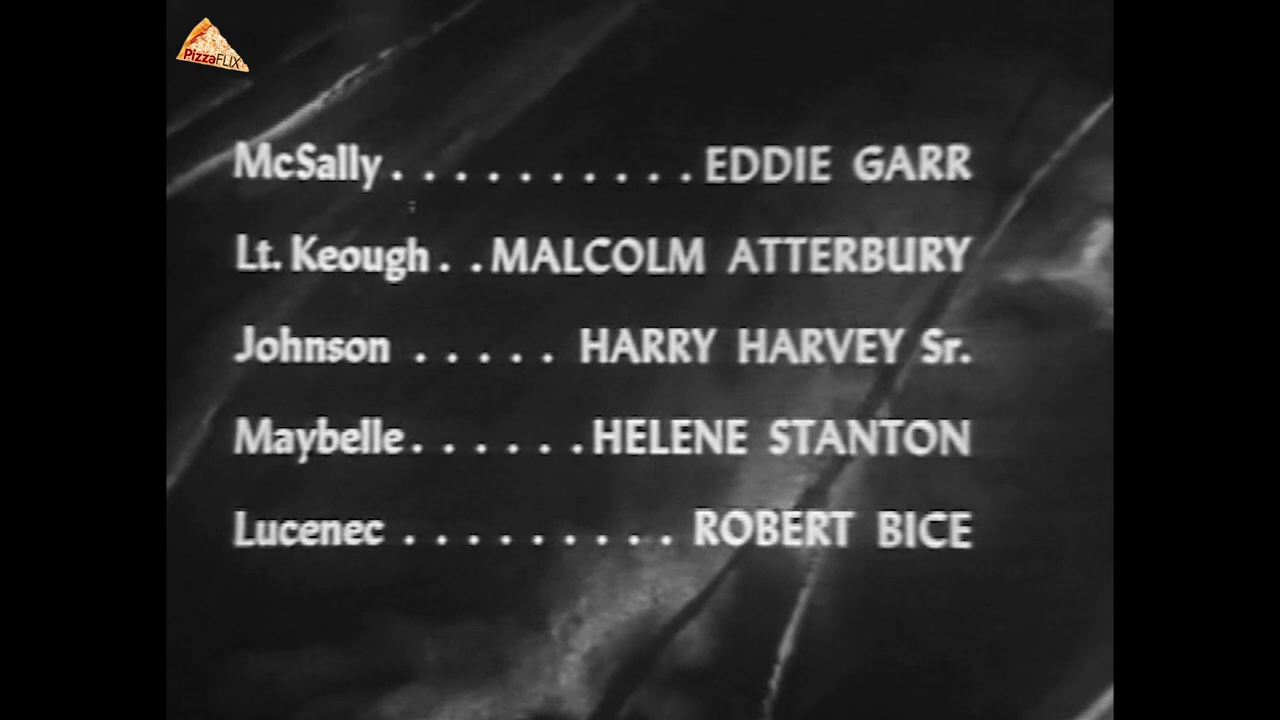 PizzaFLIX
McSally . . . . . . . . . . EDDIE GARR
Lt. Keough . . MALCOLM ATTERBURY
Johnson . . . . . HARRY HARVEY Sr.
Maybelle . . . . . . HELENE STANTON
Lucenec . . . . . . . . . ROBERT BICE